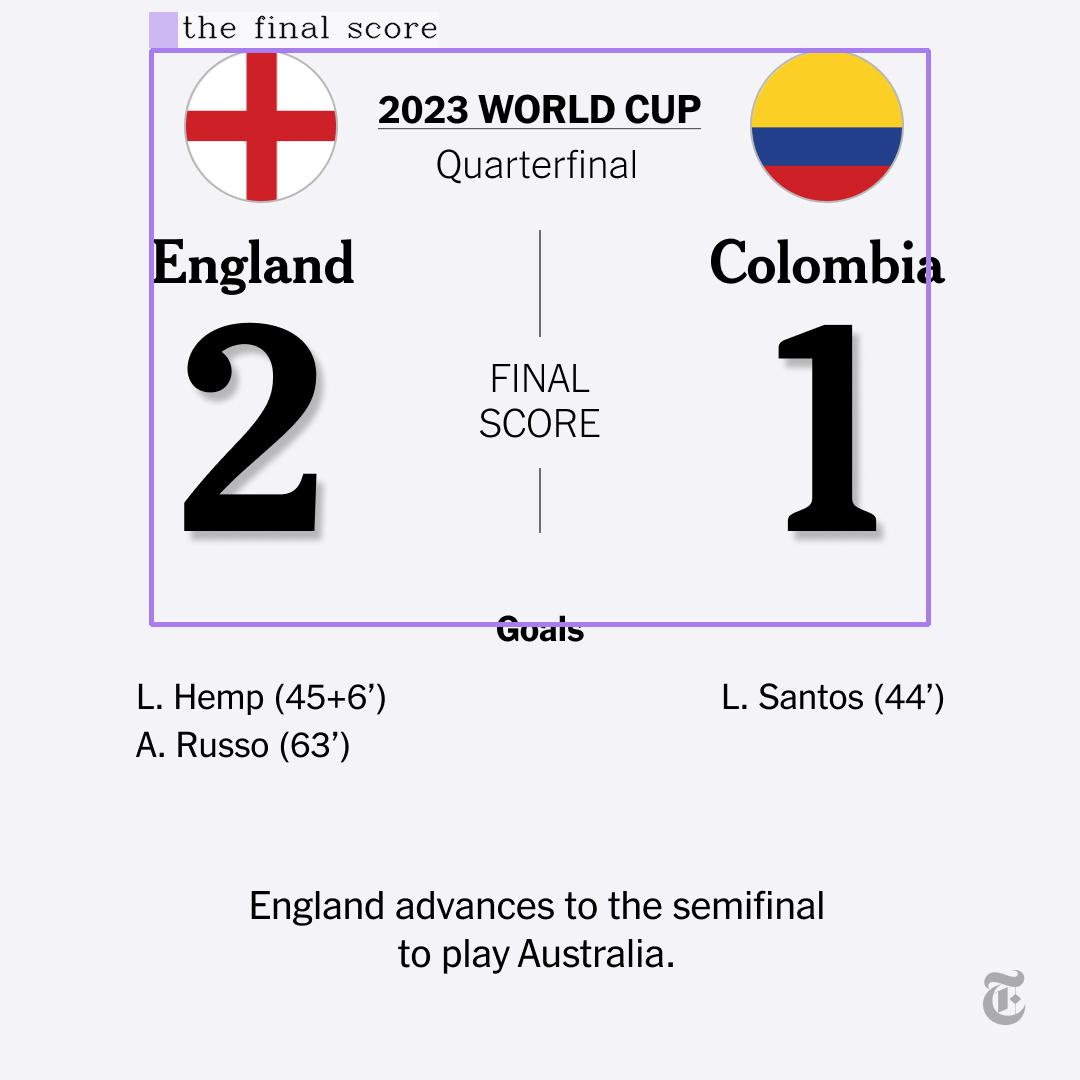 the final score
2023 WORLD CUP
Quarterfinal
England
Colombia
2
FINAL
SCORE
1
Goals
L. Hemp (45+6’)
A. Russo (63’)
L. Santos (44’)
England advances to the semifinal
to play Australia.
T